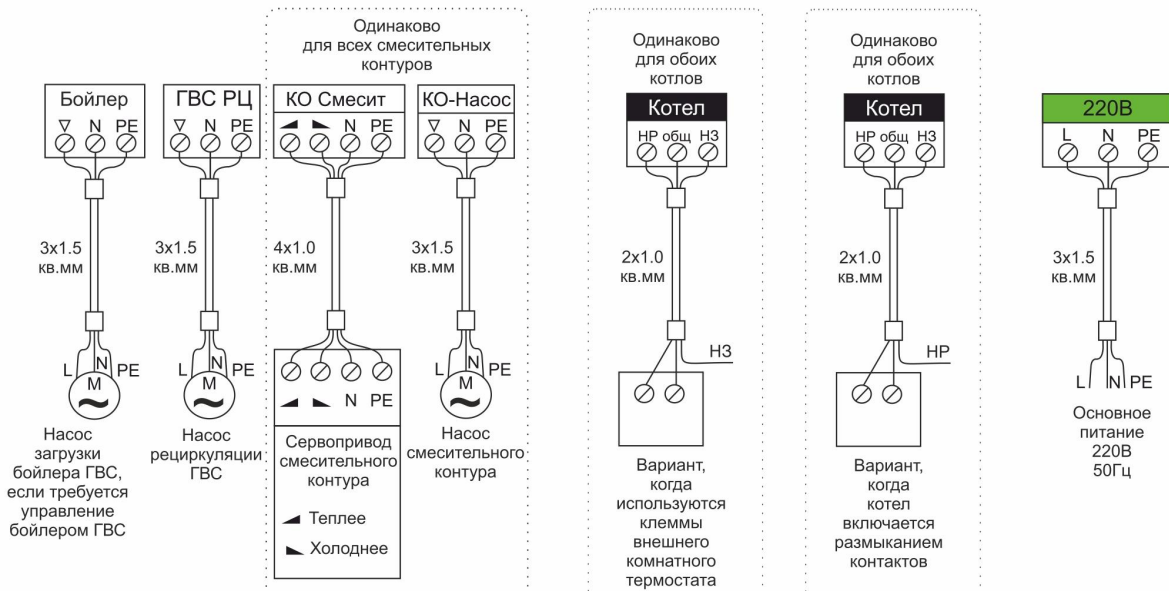 Одинаково
для всех смесительных
контуров
Бойлер
N PE
3x1.5
кв.мм
L N PE
M
Насос
загрузки
бойлера ГВС,
если требуется
управление
бойлером ГВС
ГВС РЦ
N PE
3x1.5
кв.мм
L N PE
M
Насос
рециркуляции
ГВС
КО Смесит
N PE
4x1.0
кв.мм
N PE
Сервопривод
смесительного
контура
Теплее
Холоднее
КО-Насос
N PE
3x1.5
кв.мм
L N PE
M
Насос
смесительного
контура
Одинаково
для обоих
котлов
Котел
НР общ НЗ
2x1.0
кв.мм
НЗ
Вариант,
когда
используются
клеммы
внешнего
комнатного
термостата
Одинаково
для обоих
котлов
Котел
НР общ НЗ
2x1.0
кв.мм
НР
Вариант,
когда
котел
включается
размыканием
контактов
220В
L N PE
3x1.5
кв.мм
L N PE
Основное
питание
220В
50Гц